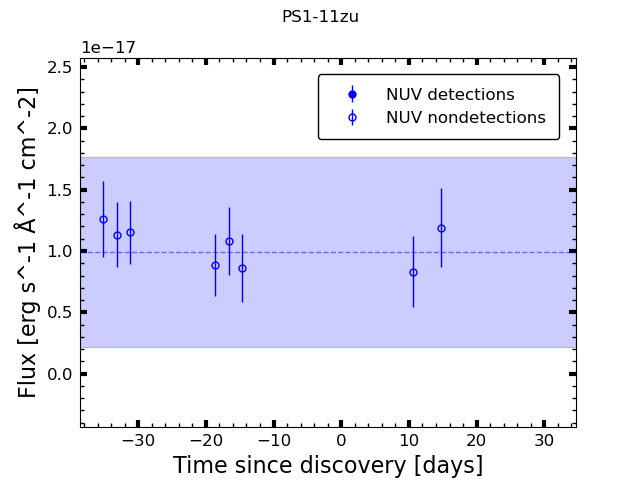 PS1-11zu
1e−17
NUV detections
NUV nondetections
2.5
2.0
1.5
1.0
0.5
0.0
Flux [erg s^-1 Å^-1 cm^-2]
−30
−20
−10
0
10
20
30
Time since discovery [days]